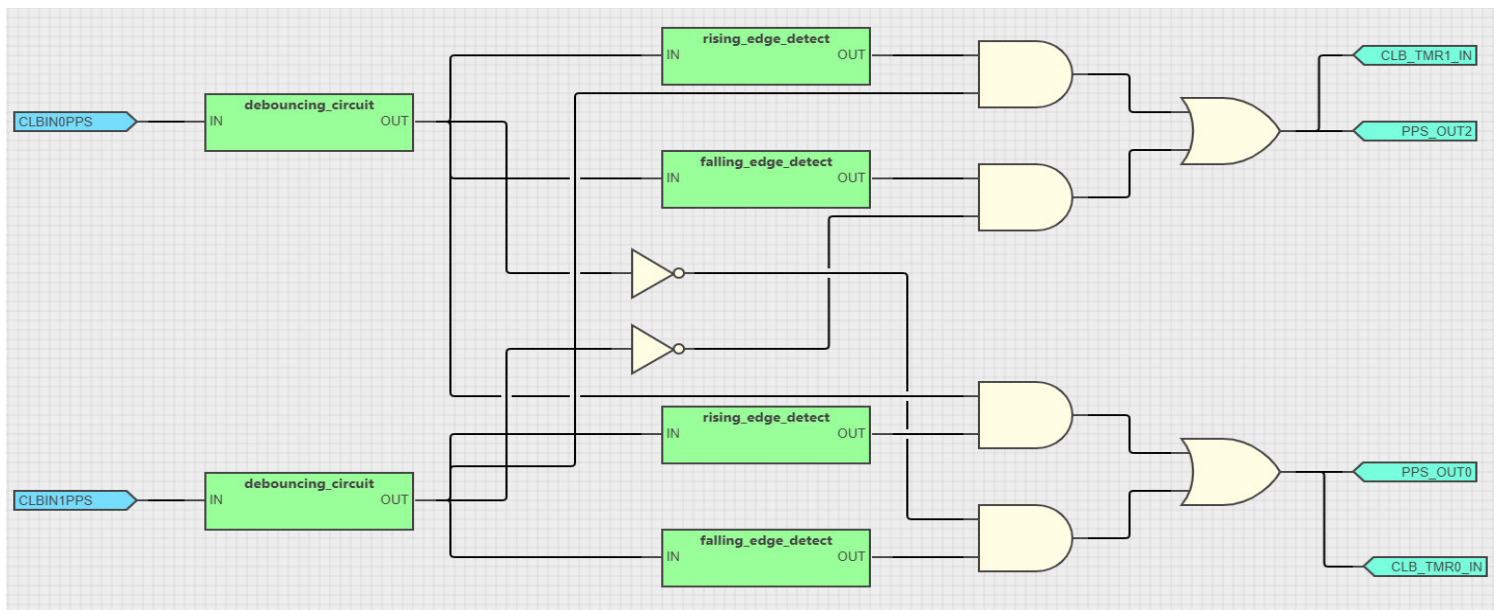 rising_edge_detect
IN
OUT
CLB_TMR1_IN
debouncing_circuit
CLBIN0PPS
IN
OUT
PPS_OUT2
falling_edge_detect
IN
OUT
rising_edge_detect
IN
OUT
debouncing_circuit
CLBIN1PPS
IN
OUT
PPS_OUT0
falling_edge_detect
IN
OUT
CLB_TMR0_IN